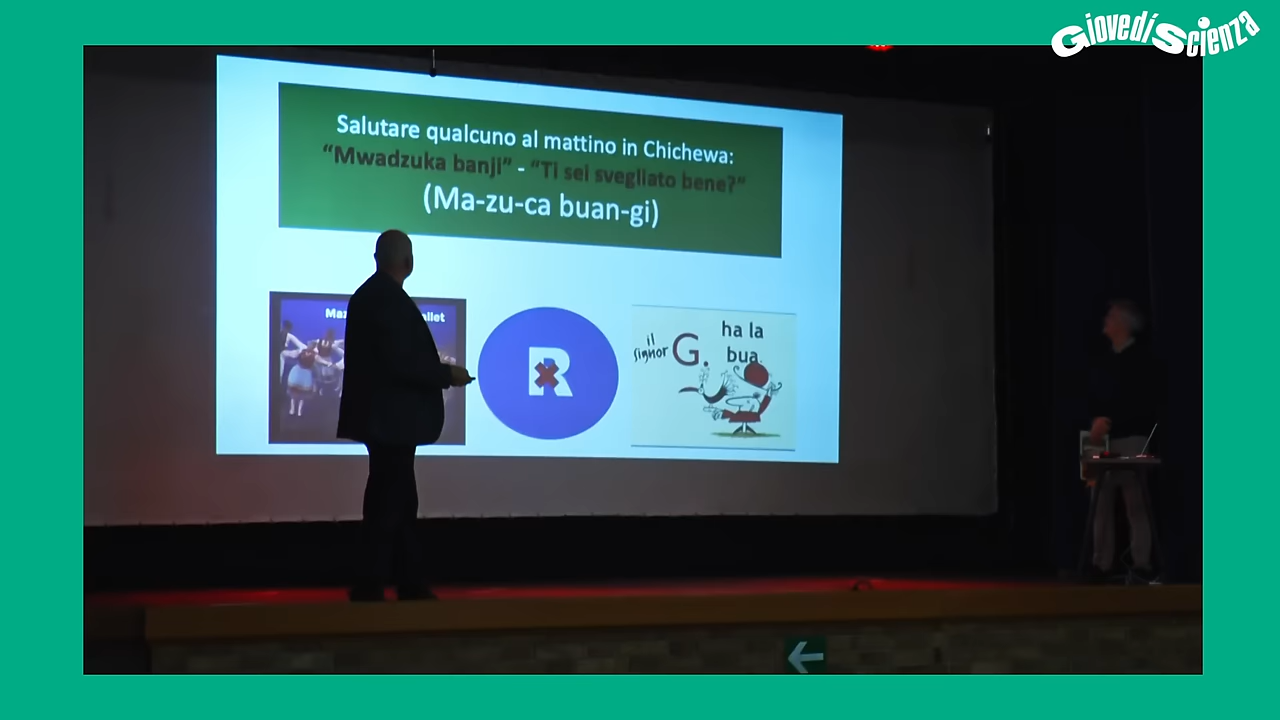 GiovedìScienza
Salutare qualcuno al mattino in Chichewa:
“Mwadzuka banji” - “Ti sei svegliato bene?”
(Ma-zu-ca buan-gi)
R
il
signor G. ha la
bua